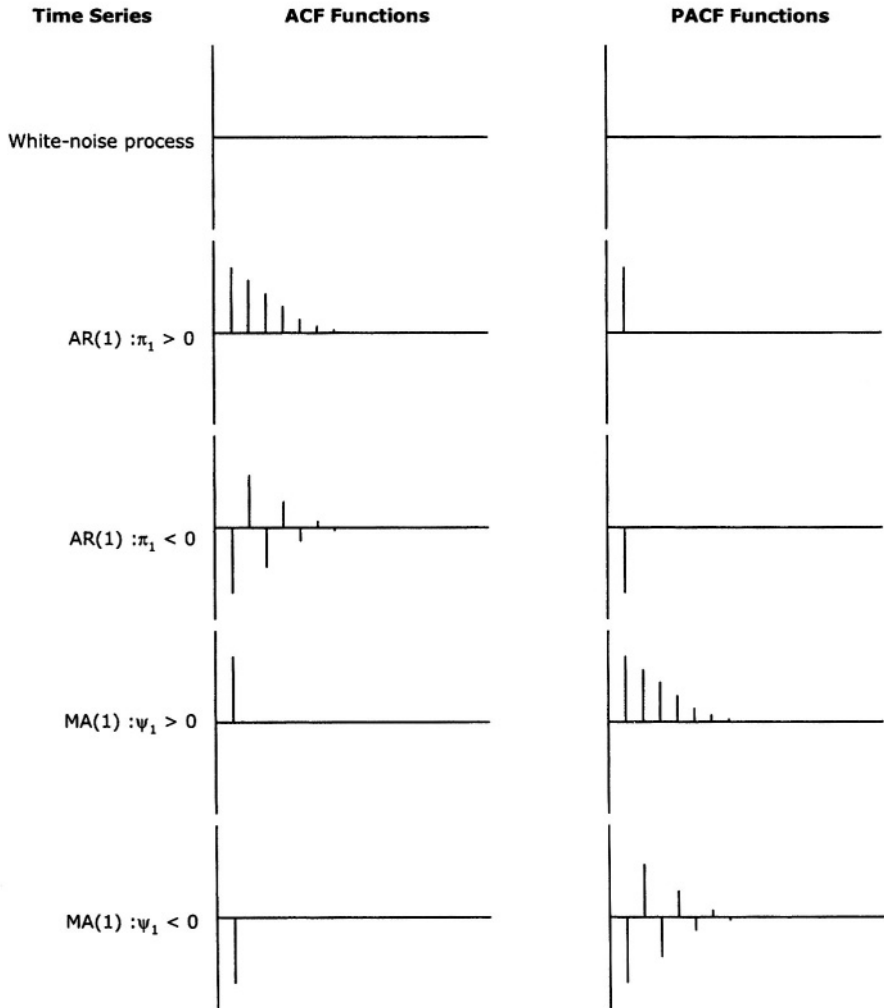 Time Series ACF Functions PACF Functions
White-noise process
AR(1) :π₁ > 0
AR(1) :π₁ < 0
MA(1) :ψ₁ > 0
MA(1) :ψ₁ < 0